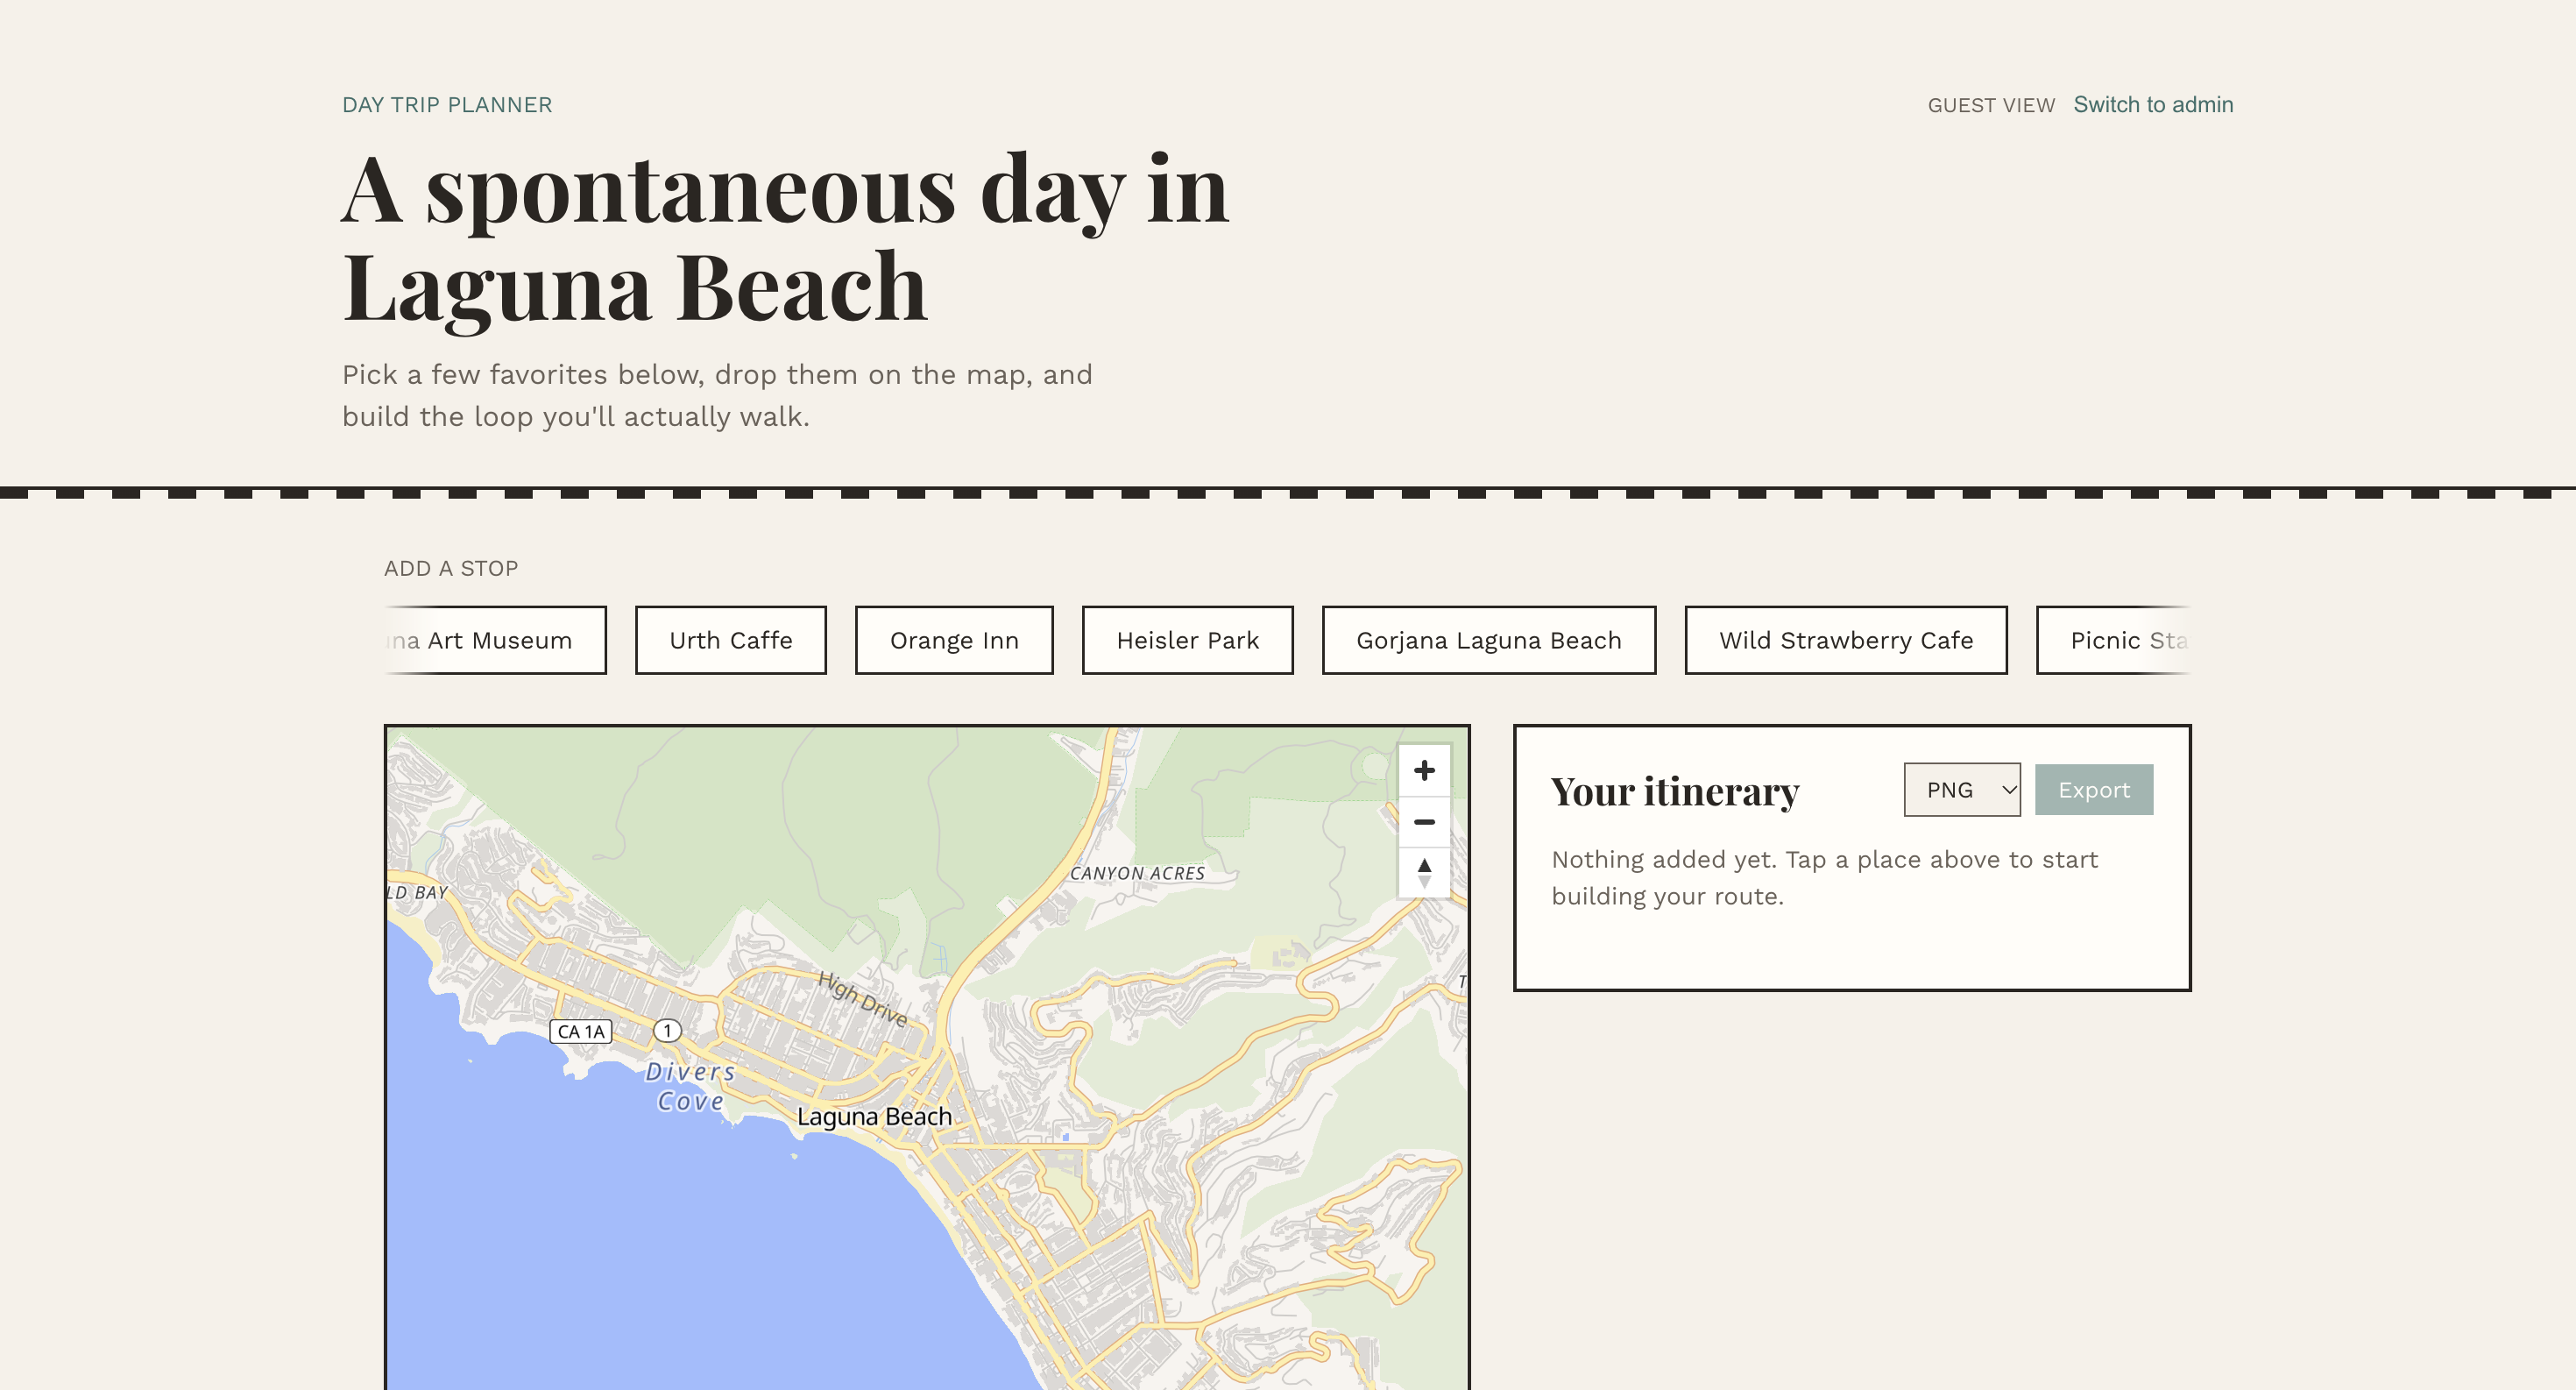 DAY TRIP PLANNER
GUEST VIEW Switch to admin
A spontaneous day in
Laguna Beach
Pick a few favorites below, drop them on the map, and
build the loop you'll actually walk.
ADD A STOP
Art Museum
Urth Caffe
Orange Inn
Heisler Park
Gorjana Laguna Beach
Wild Strawberry Cafe
Picnic Sta
Your itinerary
PNG
Export
Nothing added yet. Tap a place above to start
building your route.
CANYON ACRES
LD BAY
High Drive
CA 1A
1
Divers
Cove
Laguna Beach